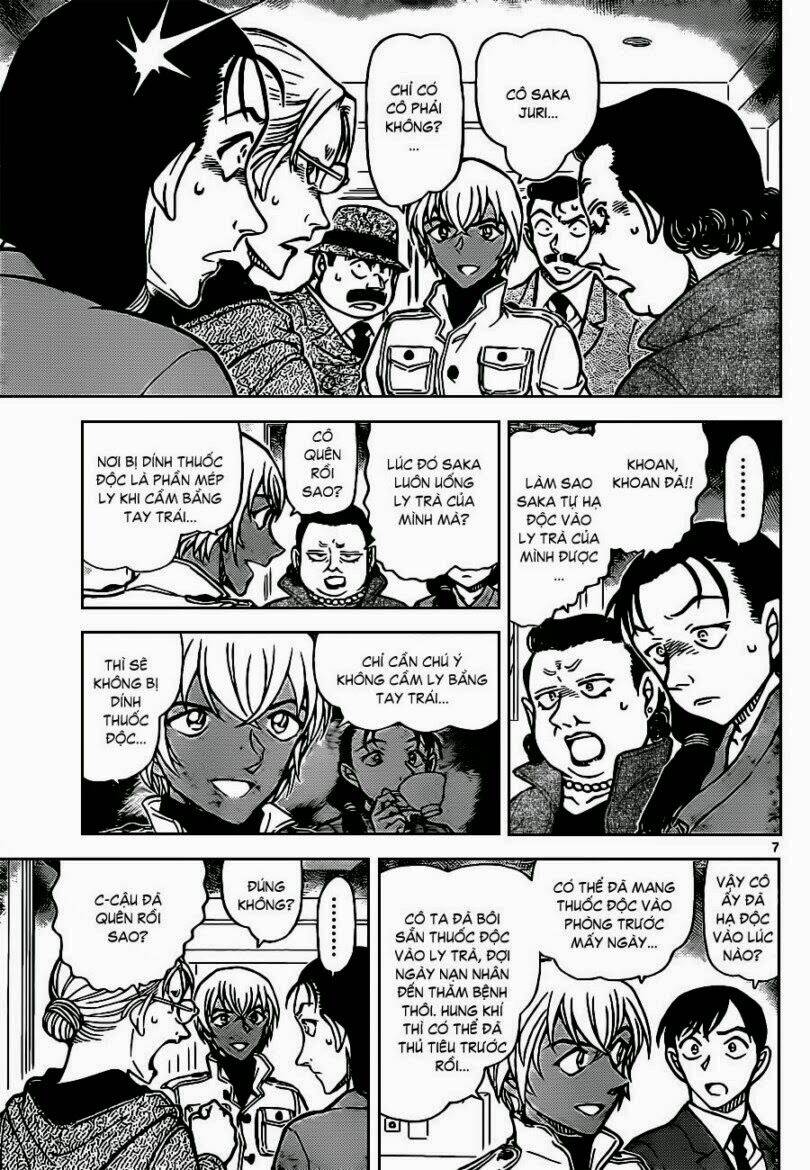 CÔ SAKA
JURI...
CHỈ CÓ
CÔ PHẢI
KHÔNG?
...
.........
KHOAN,
KHOAN ĐÃ!!
LÀM SAO
SAKA TỰ HẠ
ĐỘC VÀO
LY TRÀ CỦA
MÌNH ĐƯỢC
...
LÚC ĐÓ SAKA
LUÔN UỐNG
LY TRÀ CỦA
MÌNH MÀ?
CÔ
QUÊN
RỒI
SAO?
NƠI BỊ DÍNH THUỐC
ĐỘC LÀ PHẦN MÉP
LY KHI CẦM BẰNG
TAY TRÁI...
CHỈ CẦN CHÚ Ý
KHÔNG CẦM LY BẰNG
TAY TRÁI...
THÌ SẼ
KHÔNG BỊ
DÍNH
THUỐC
ĐỘC...
7
VẬY CÔ
ẤY ĐÃ
HẠ ĐỘC
VÀO LÚC
NÀO?
CÓ THỂ ĐÃ MANG
THUỐC ĐỘC VÀO
PHÒNG TRƯỚC
MẤY NGÀY...
CÔ TA ĐÃ BÔI
SẴN THUỐC ĐỘC
VÀO LY TRÀ, ĐỢI
NGÀY NẠN NHÂN
ĐẾN THĂM BỆNH
THÔI. HUNG KHÍ
THÌ CÓ THỂ ĐÃ
THỦ TIÊU TRƯỚC
RỒI...
.........
ĐÚNG
KHÔNG?
C-CẬU ĐÃ
QUÊN RỒI
SAO?